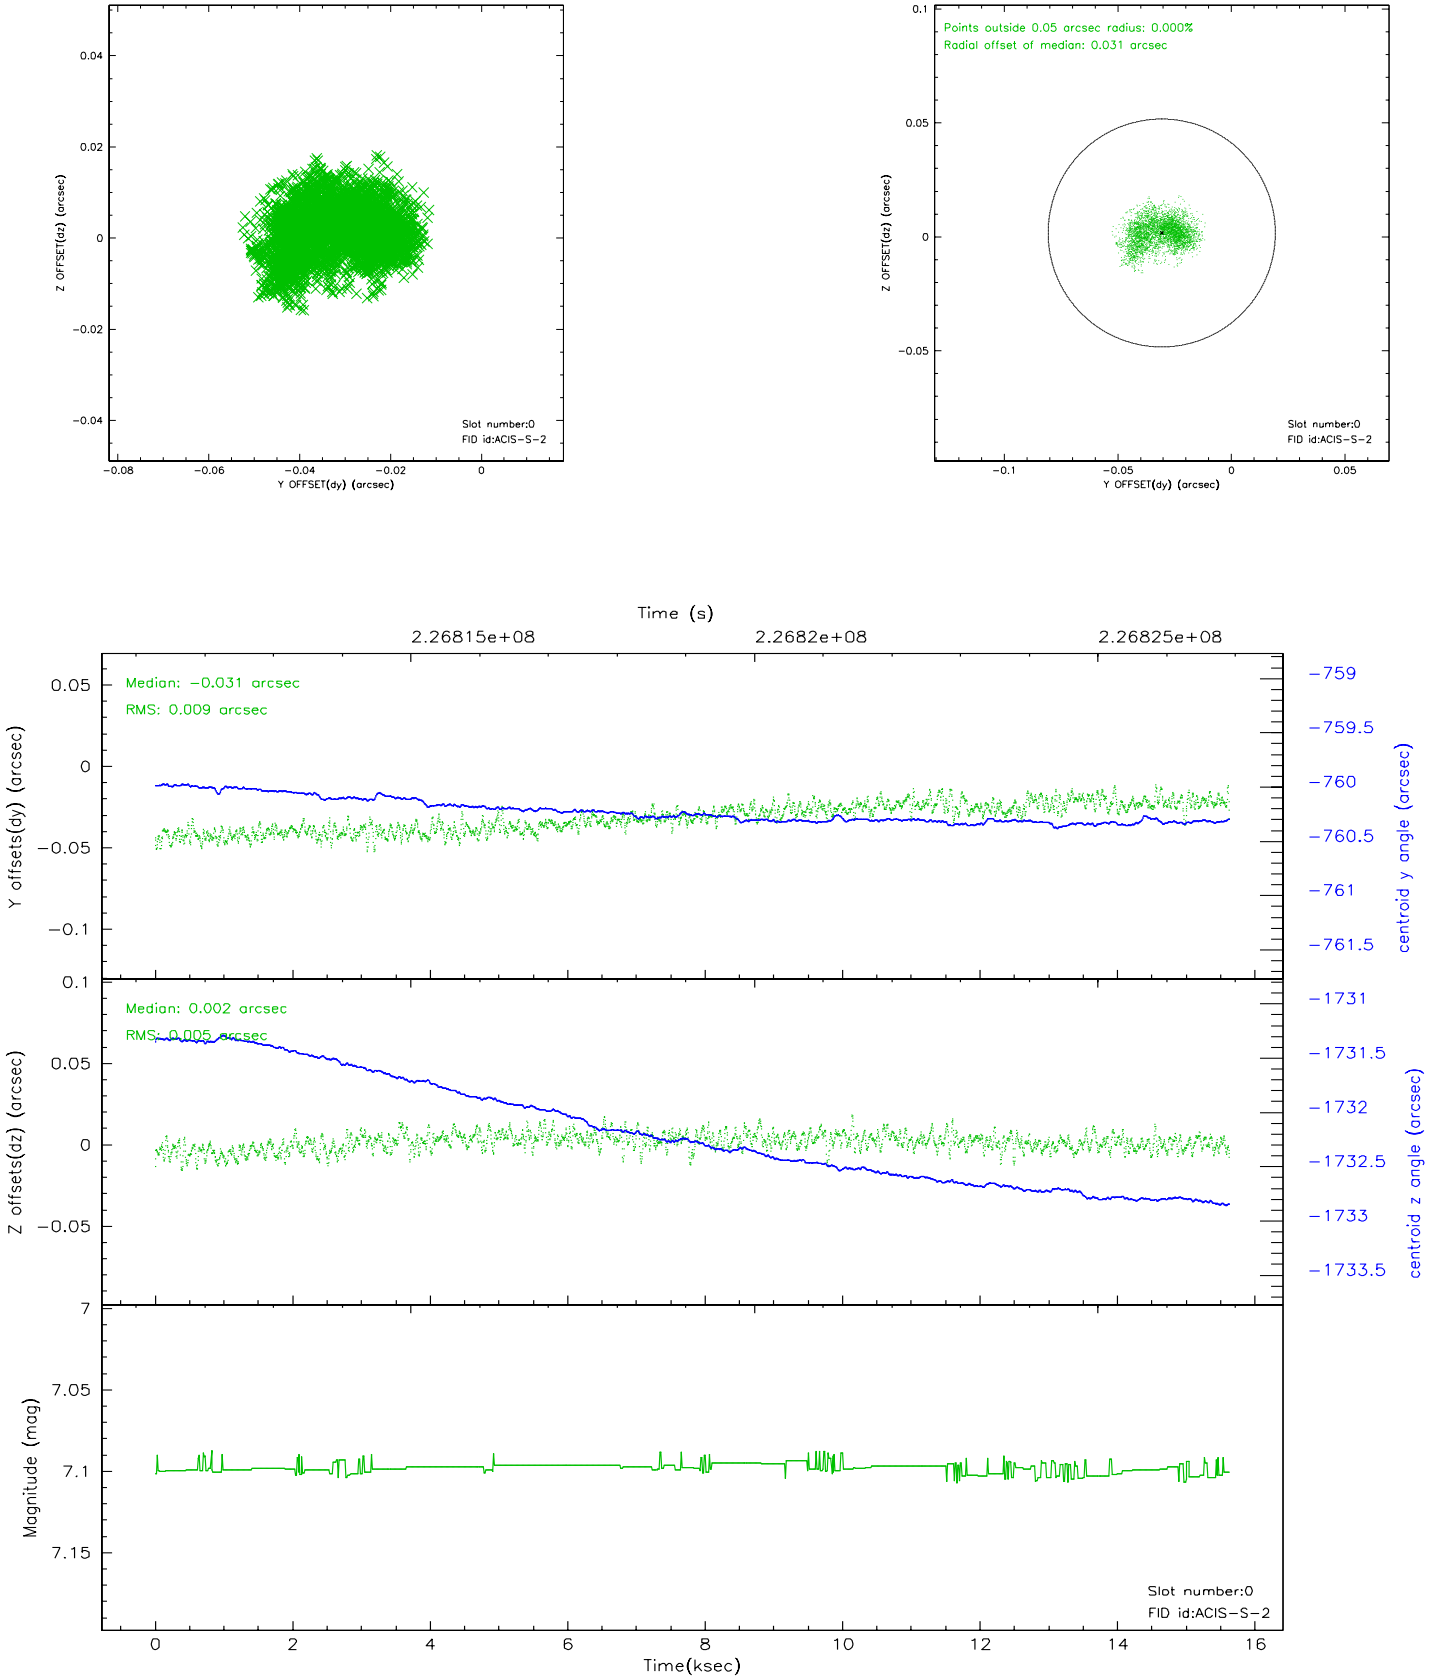 0.04
0.02
0
-0.02
-0.04
Z OFFSET(dz) (arcsec)
Slot number:0
FID id:ACIS-S-2
-0.08 -0.06 -0.04 -0.02 0
Y OFFSET(dy) (arcsec)
Points outside 0.05 arcsec radius: 0.000%
Radial offset of median: 0.031 arcsec
0.1
0.05
0
-0.05
Z OFFSET(dz) (arcsec)
Slot number:0
FID id:ACIS-S-2
-0.1 -0.05 0 0.05
Y OFFSET(dy) (arcsec)
Time (s)
2.26815e+08 2.2682e+08 2.26825e+08
Median: -0.031 arcsec
RMS: 0.009 arcsec
0.05
0
-0.05
-0.1
Y offsets(dy) (arcsec)
-759
-759.5
-760
-760.5
-761
-761.5
centroid y angle (arcsec)
Median: 0.002 arcsec
RMS: 0.005 arcsec
0.1
0.05
0
-0.05
Z offsets(dz) (arcsec)
-1731
-1731.5
-1732
-1732.5
-1733
-1733.5
centroid z angle (arcsec)
7
7.05
7.1
7.15
Magnitude (mag)
Slot number:0
FID id:ACIS-S-2
0 2 4 6 8 10 12 14 16
Time(ksec)